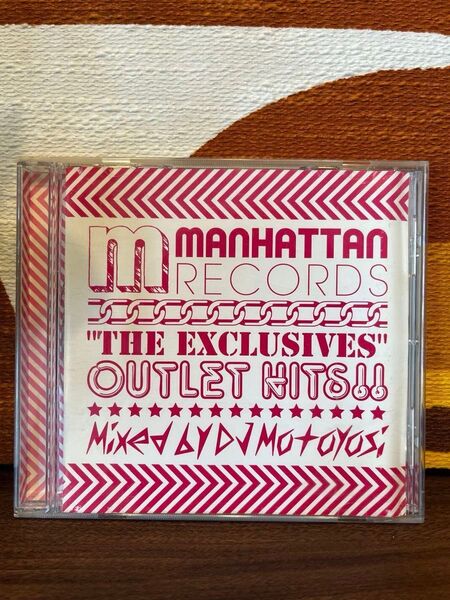 m MANHATTAN
RECORDS
"THE EXCLUSIVES"
OUTLET HITS!!
Mixed by DJ Motoyosi